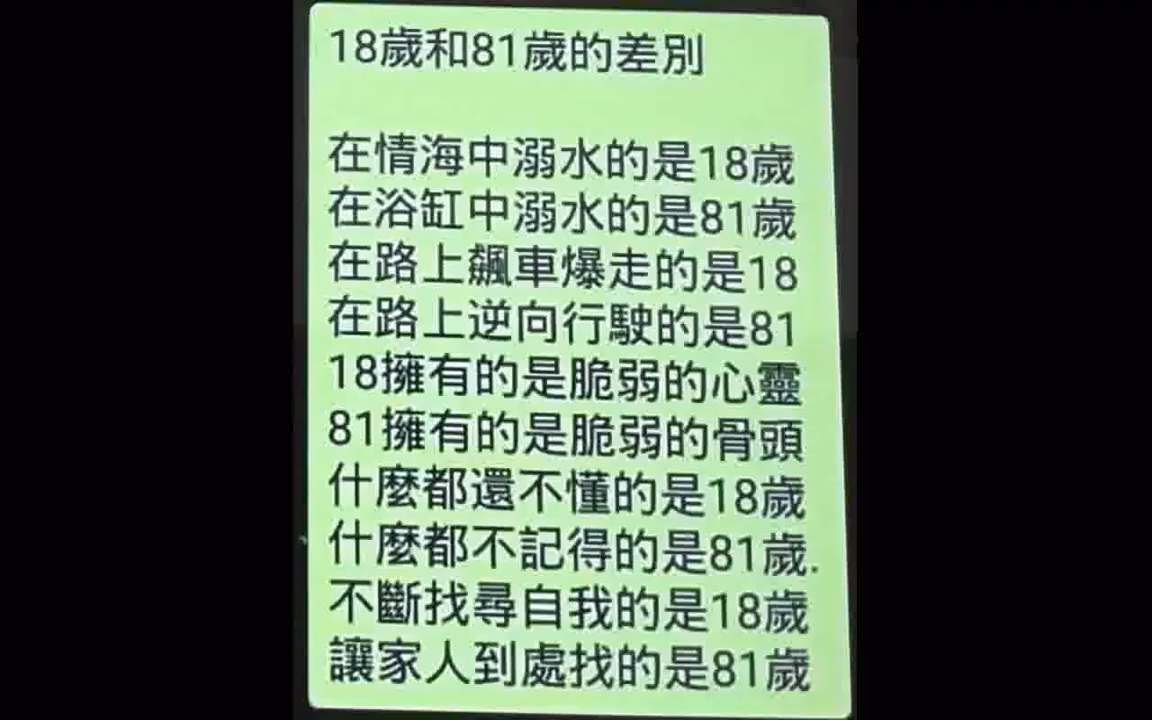 18歲和81歲的差別
在情海中溺水的是18歲
在浴缸中溺水的是81歲
在路上飆車爆走的是18
在路上逆向行駛的是81
18擁有的是脆弱的心靈
81擁有的是脆弱的骨頭
什麼都還不懂的是18歲
什麼都不記得的是81歲.
不斷找尋自我的是18歲
讓家人到處找的是81歲